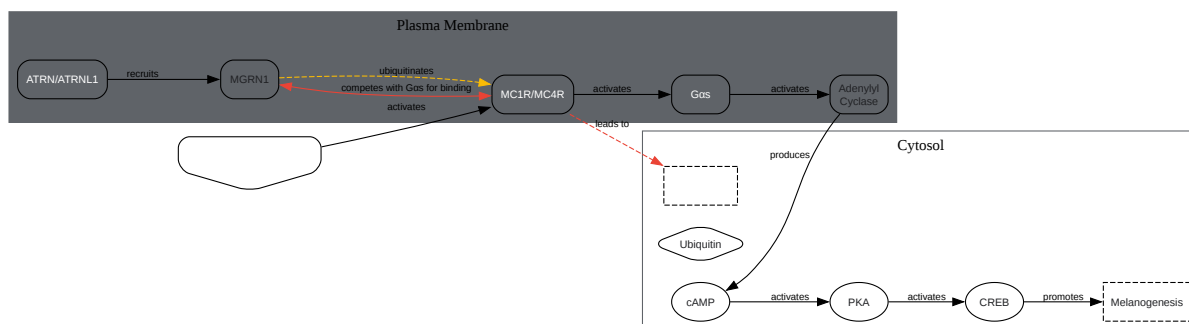 Plasma Membrane
ATRN/ATRNL1
recruits
MGRN1
ubiquitinates
competes with Gαs for binding
activates
MC1R/MC4R
activates
Gαs
activates
Adenylyl
Cyclase
leads to
Cytosol
produces
Ubiquitin
cAMP
activates
PKA
activates
CREB
promotes
Melanogenesis